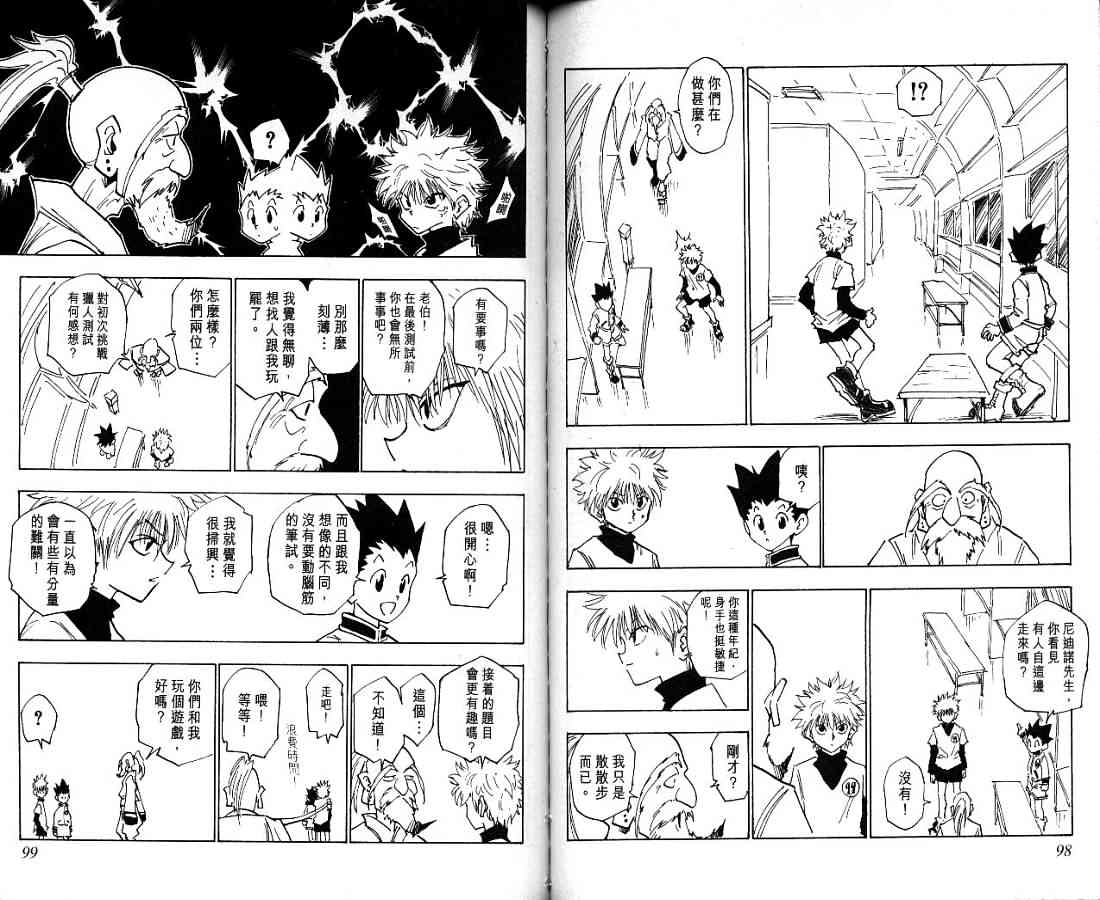 !?
你們在
做甚麼?
咦?
尼迪諾先生,
你看見
有人自這邊
走來嗎?
沒有!
99
你這種年紀,
身手也挺敏捷
呢!
剛才?
我只是
散散步
而已。
98
啪嚓
啪嚓
?
有要事嗎?
老伯!
在最後測試前,
你也會無所
事事吧?
別那麼
刻薄…
我覺得無聊,
想找人跟我玩
罷了。
怎麼樣?
你們兩位…
對初次挑戰
獵人測試
有何感想?
嗯…
很開心啊!
而且跟我
想像的不同,
沒有要動腦筋
的筆試。
我就覺得
很掃興…
一直以為
會有些有分量
的難關!
接着的題目
會更有趣嗎?
這個…
不知道!
走吧!
浪費時間!
喂!
等等!
你們和我
玩個遊戲,
好嗎?
?
99